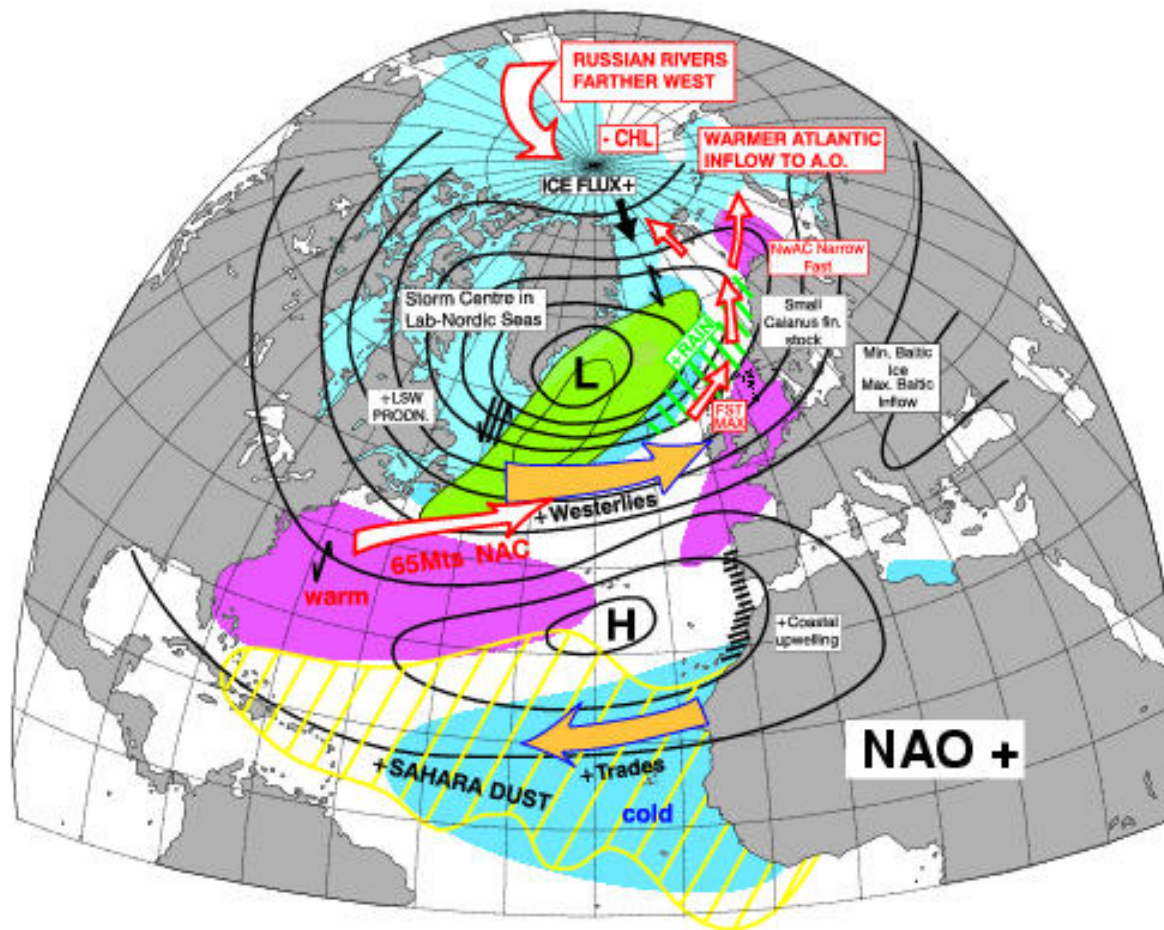 RUSSIAN RIVERS
FARTHER WEST
- CHL
WARMER ATLANTIC
INFLOW TO A.O.
ICE FLUX+
NwAC Narrow
Fast
Storm Centre in
Lab-Nordic Seas
Small
Calanus fin.
stock
+RAIN
Min. Baltic
Ice
Max. Baltic
Inflow
L
+LSW
PRODN.
FST
MAX
+Westerlies
65Mts NAC
warm
H
+Coastal
upwelling
NAO +
+SAHARA DUST
+Trades
cold